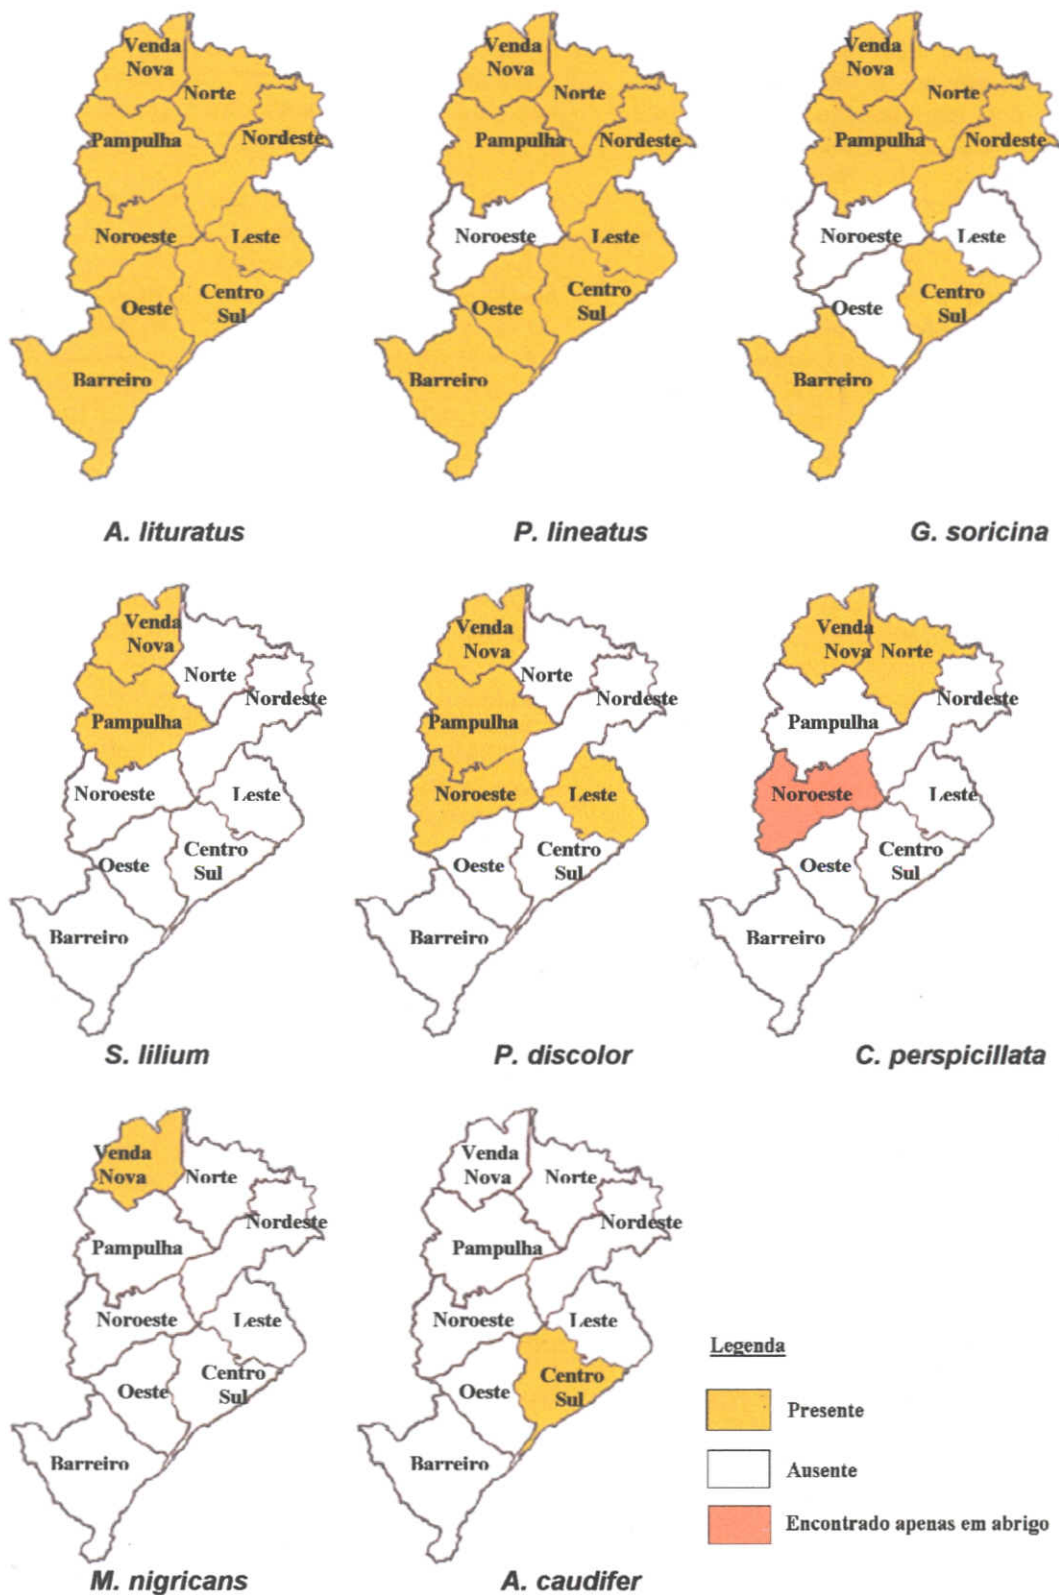 Venda
Nova
Norte
Nordeste
Pampulha
Noroeste
Leste
Centro
Sul
Oeste
Barreiro
A. lituratus
Venda
Nova
Norte
Nordeste
Pampulha
Noroeste
Leste
Centro
Sul
Oeste
Barreiro
P. lineatus
Venda
Nova
Norte
Nordeste
Pampulha
Noroeste
Leste
Centro
Sul
Oeste
Barreiro
G. soricina
Venda
Nova
Norte
Nordeste
Pampulha
Noroeste
Leste
Centro
Sul
Oeste
Barreiro
S. lilium
Venda
Nova
Norte
Nordeste
Pampulha
Noroeste
Leste
Centro
Sul
Oeste
Barreiro
P. discolor
Venda
Nova
Norte
Nordeste
Pampulha
Noroeste
Leste
Centro
Sul
Oeste
Barreiro
C. perspicillata
Venda
Nova
Norte
Nordeste
Pampulha
Noroeste
Leste
Centro
Sul
Oeste
Barreiro
M. nigricans
Venda
Nova
Norte
Nordeste
Pampulha
Noroeste
Leste
Centro
Sul
Oeste
Barreiro
A. caudifer
Legenda
Presente
Ausente
Encontrado apenas em abrigo